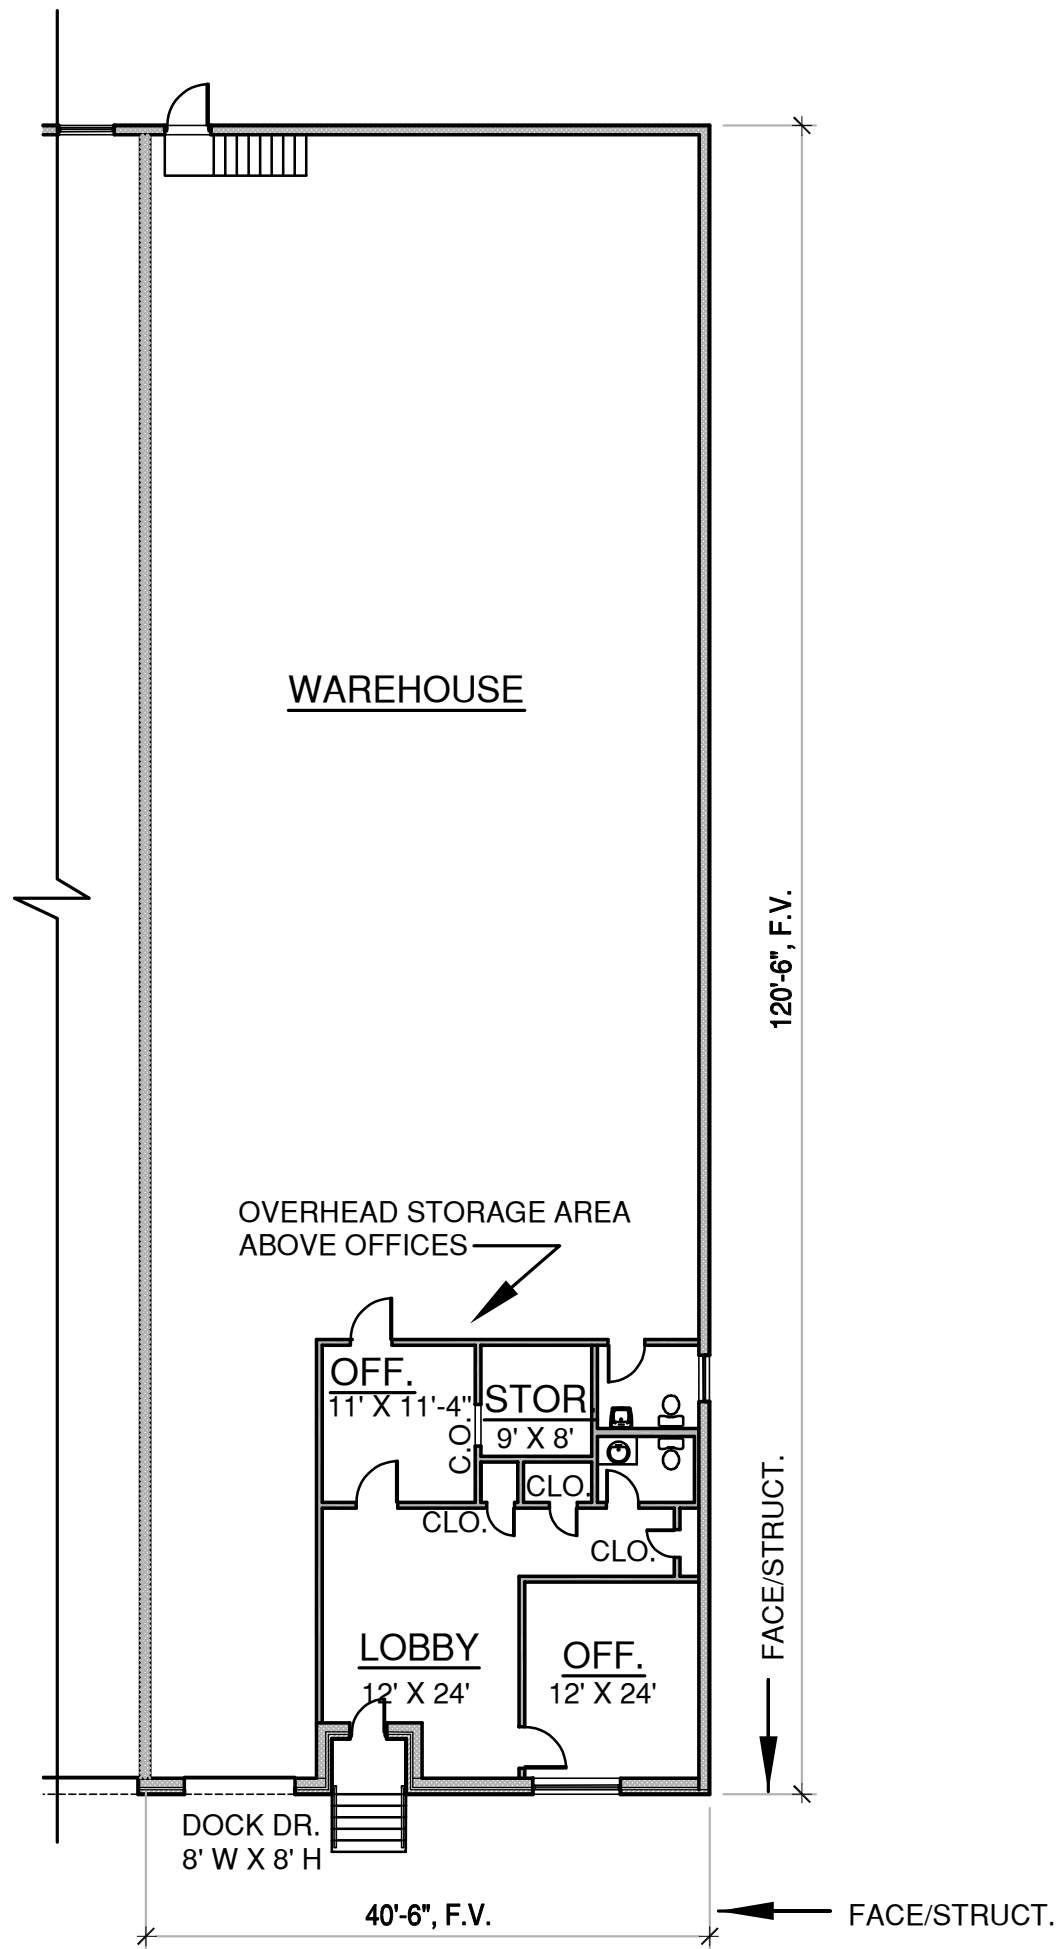 WAREHOUSE
120'-6", F.V.
OVERHEAD STORAGE AREA
ABOVE OFFICES
OFF.
11' X 11'-4"
STOR.
9' X 8'
C.O.
CLO.
CLO.
CLO.
FACE/STRUCT.
LOBBY
12' X 24'
OFF.
12' X 24'
DOCK DR.
8' W X 8' H
40'-6", F.V.
FACE/STRUCT.